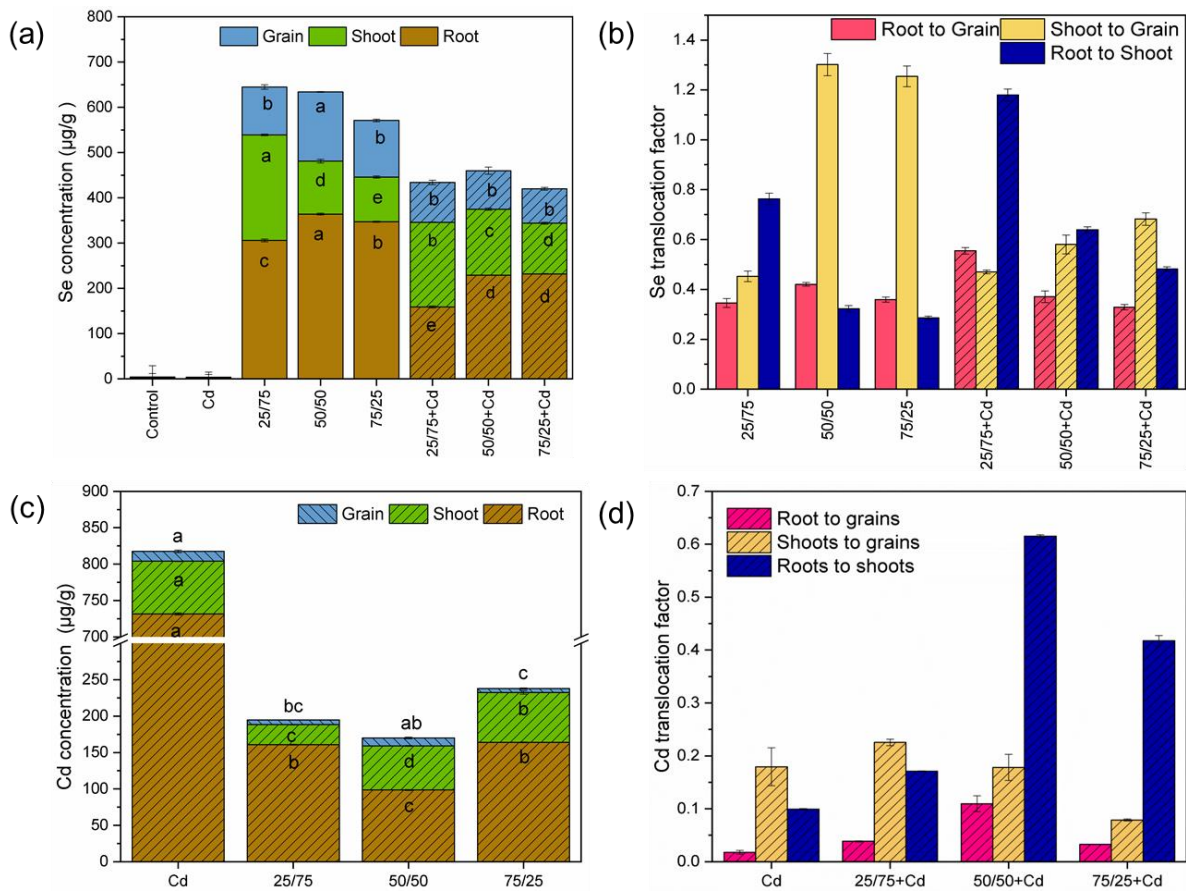 (a)
Grain Shoot Root
Se concentration (µg/g)
800
700
600
500
400
300
200
100
0
b a b
a d e b b b
c a b b c d
e d d
Control Cd 25/75 50/50 75/25 25/75+Cd 50/50+Cd 75/25+Cd
(b)
Root to Grain Shoot to Grain
Root to Shoot
Se translocation factor
1.4
1.2
1.0
0.8
0.6
0.4
0.2
0.0
25/75 50/50 75/25 25/75+Cd 50/50+Cd 75/25+Cd
(c)
Grain Shoot Root
Cd concentration (µg/g)
900
850
800
750
700
250
200
150
100
50
0
a
a
a
bc ab c
c d b
b c b
Cd 25/75 50/50 75/25
(d)
Root to grains
Shoots to grains
Roots to shoots
Cd translocation factor
0.7
0.6
0.5
0.4
0.3
0.2
0.1
0.0
Cd 25/75+Cd 50/50+Cd 75/25+Cd